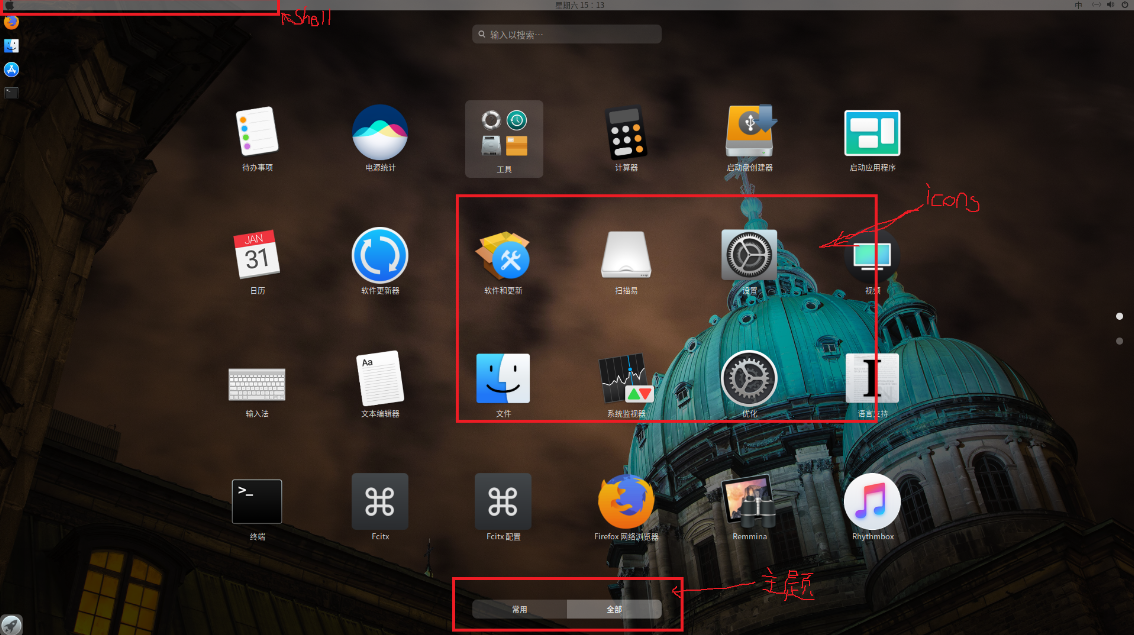 星期六 15：13
中
shell
输入以搜索…
待办事项
电源统计
工具
计算器
启动盘创建器
启动应用程序
icons
JAN
31
日历
软件更新器
软件和更新
扫描易
设置
视频
Aa
输入法
文本编辑器
文件
系统监视器
优化
语言支持
>_
终端
Fcitx
Fcitx 配置
Firefox 网络浏览器
Remmina
Rhythmbox
主题
常用
全部